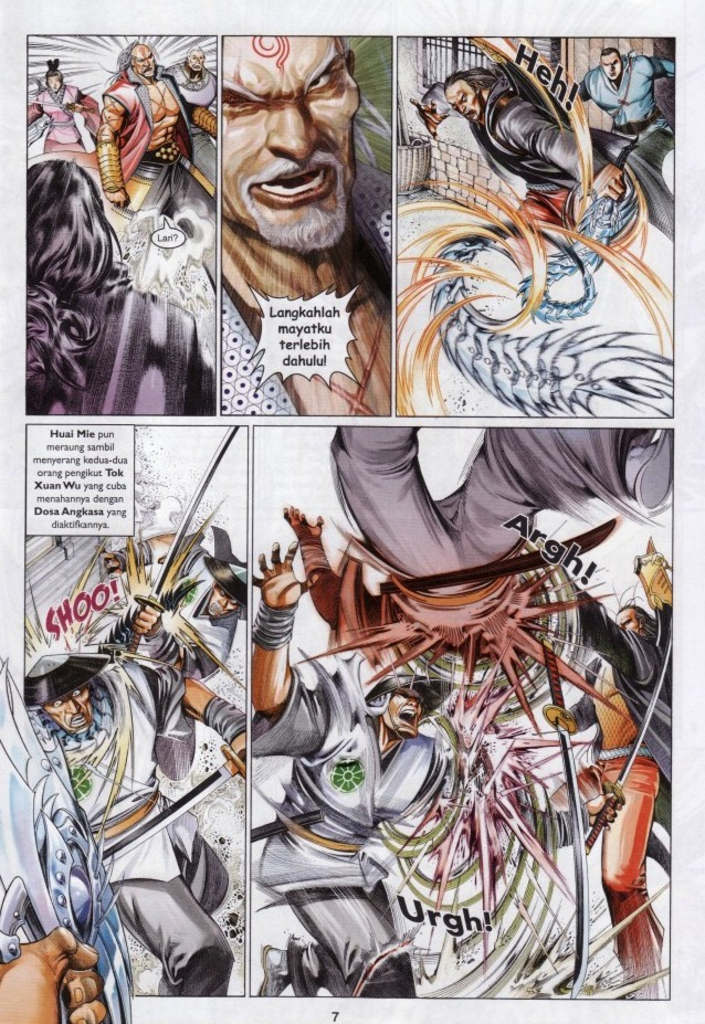 Lari?
Langkahlah
mayatku
terlebih
dahulu!
Heh!
Huai Mie pun
meraung sambil
menyerang kedua-dua
orang pengikut Tok
Xuan Wu yang cuba
menahannya dengan
Dosa Angkasa yang
diaktifkannya.
SHOO!
Argh!
Urgh!
7